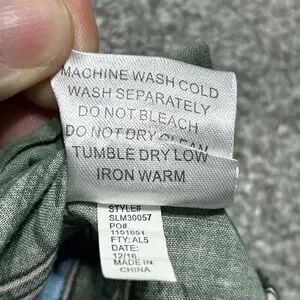 MACHINE WASH COLD
WASH SEPARATELY
DO NOT BLEACH
DO NOT DRY CLEAN
TUMBLE DRY LOW
IRON WARM
STYLE#
SLM30057
PO#
1101651
FTY: AL5
DATE:
12/16
MADE IN
CHINA